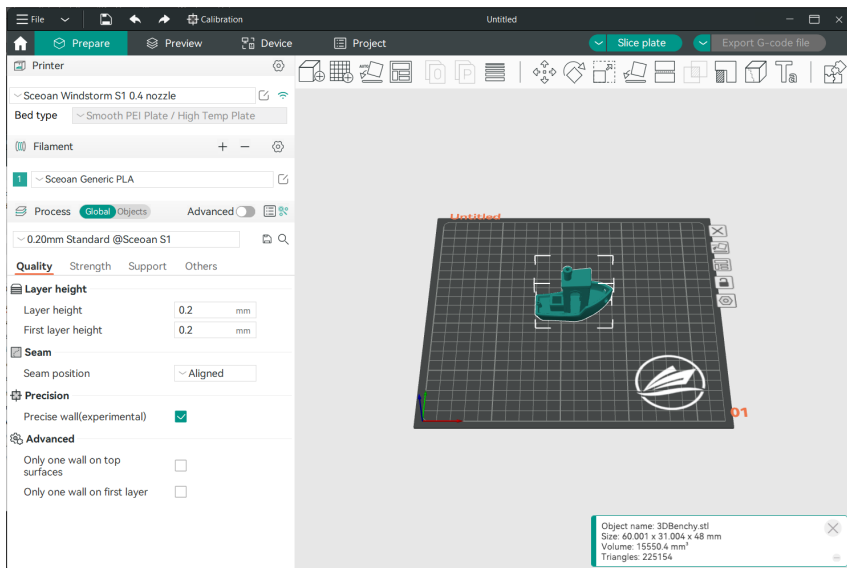 File
Calibration
Untitled
Prepare
Preview
Device
Project
Slice plate
Export G-code file
Printer
Sceoan Windstorm S1 0.4 nozzle
Bed type
Smooth PEI Plate / High Temp Plate
Filament
1
Sceoan Generic PLA
Process
Global
Objects
Advanced
0.20mm Standard @Sceoan S1
Quality
Strength
Support
Others
Layer height
Layer height
0.2
mm
First layer height
0.2
mm
Seam
Seam position
Aligned
Precision
Precise wall(experimental)
Advanced
Only one wall on top
surfaces
Only one wall on first layer
Untitled
01
Object name: 3DBenchy.stl
Size: 60.001 x 31.004 x 48 mm
Volume: 15550.4 mm³
Triangles: 225154